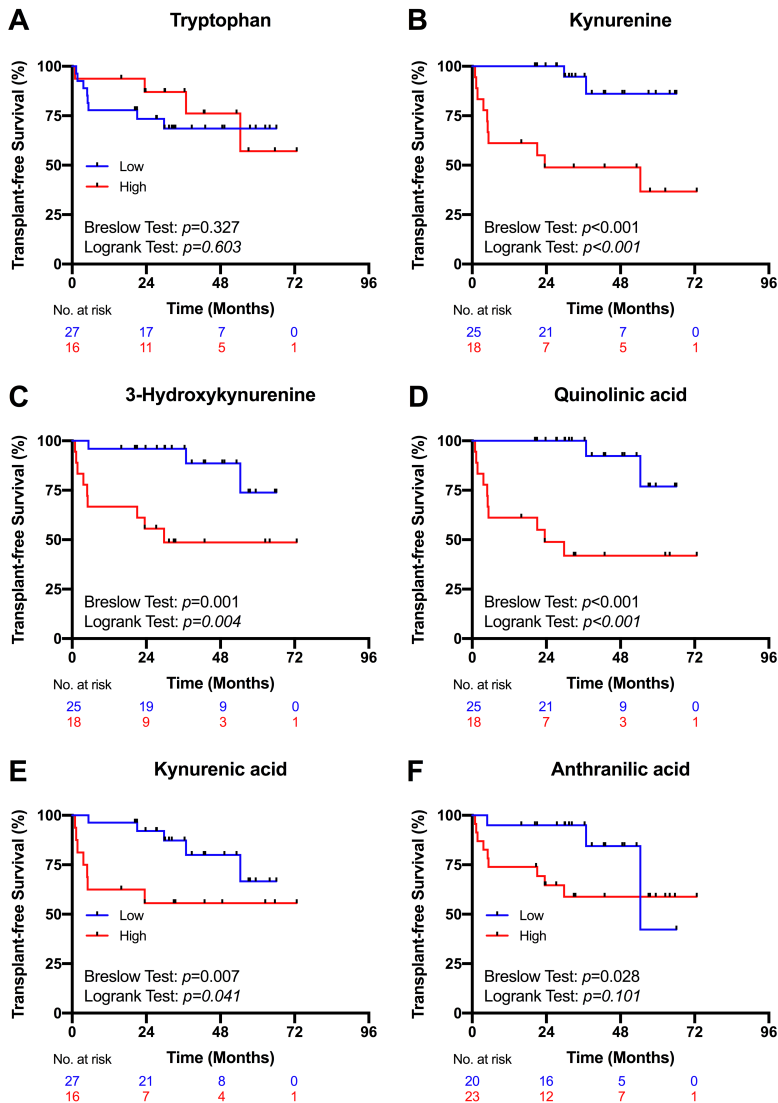 A
Tryptophan
Transplant-free Survival (%)
100
75
50
25
0
Low
High
Breslow Test: p=0.327
Logrank Test: p=0.603
0 24 48 72 96
No. at risk
Time (Months)
27 17 7 0
16 11 5 1
B
Kynurenine
Transplant-free Survival (%)
100
75
50
25
0
Breslow Test: p<0.001
Logrank Test: p<0.001
0 24 48 72 96
No. at risk
Time (Months)
25 21 7 0
18 7 5 1
C
3-Hydroxykynurenine
Transplant-free Survival (%)
100
75
50
25
0
Breslow Test: p=0.001
Logrank Test: p=0.004
0 24 48 72 96
No. at risk
Time (Months)
25 19 9 0
18 9 3 1
D
Quinolinic acid
Transplant-free Survival (%)
100
75
50
25
0
Breslow Test: p<0.001
Logrank Test: p<0.001
0 24 48 72 96
No. at risk
Time (Months)
25 21 9 0
18 7 3 1
E
Kynurenic acid
Transplant-free Survival (%)
100
75
50
25
0
Low
High
Breslow Test: p=0.007
Logrank Test: p=0.041
0 24 48 72 96
No. at risk
Time (Months)
27 21 8 0
16 7 4 1
F
Anthranilic acid
Transplant-free Survival (%)
100
75
50
25
0
Low
High
Breslow Test: p=0.028
Logrank Test: p=0.101
0 24 48 72 96
No. at risk
Time (Months)
20 16 5 0
23 12 7 1